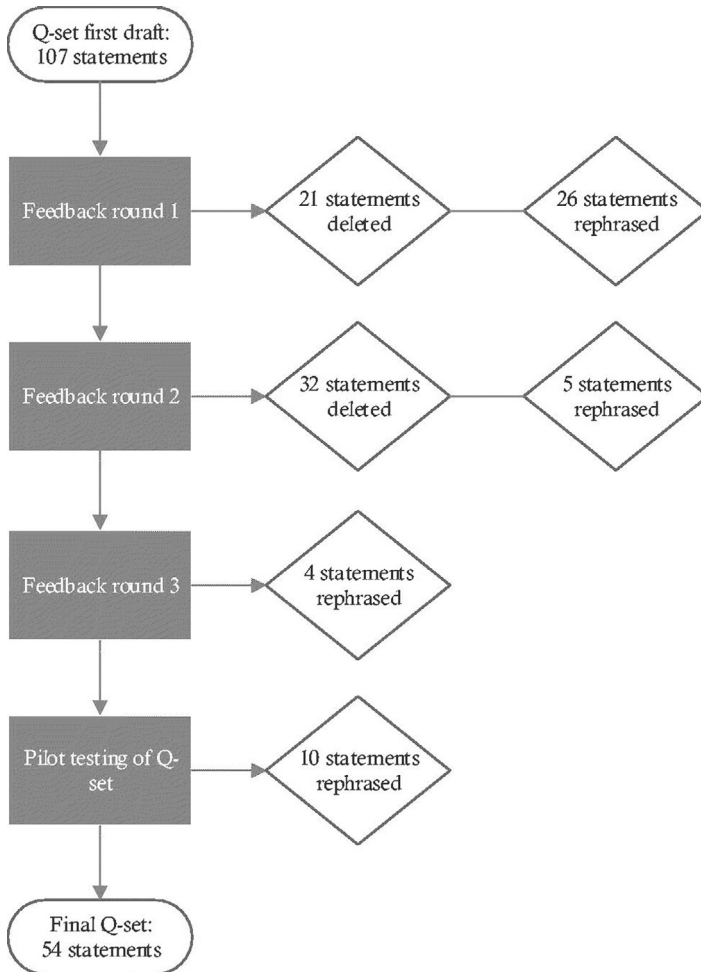 Q-set first draft:
107 statements
Feedback round 1
21 statements
deleted
26 statements
rephrased
Feedback round 2
32 statements
deleted
5 statements
rephrased
Feedback round 3
4 statements
rephrased
Pilot testing of Q-
set
10 statements
rephrased
Final Q-set:
54 statements